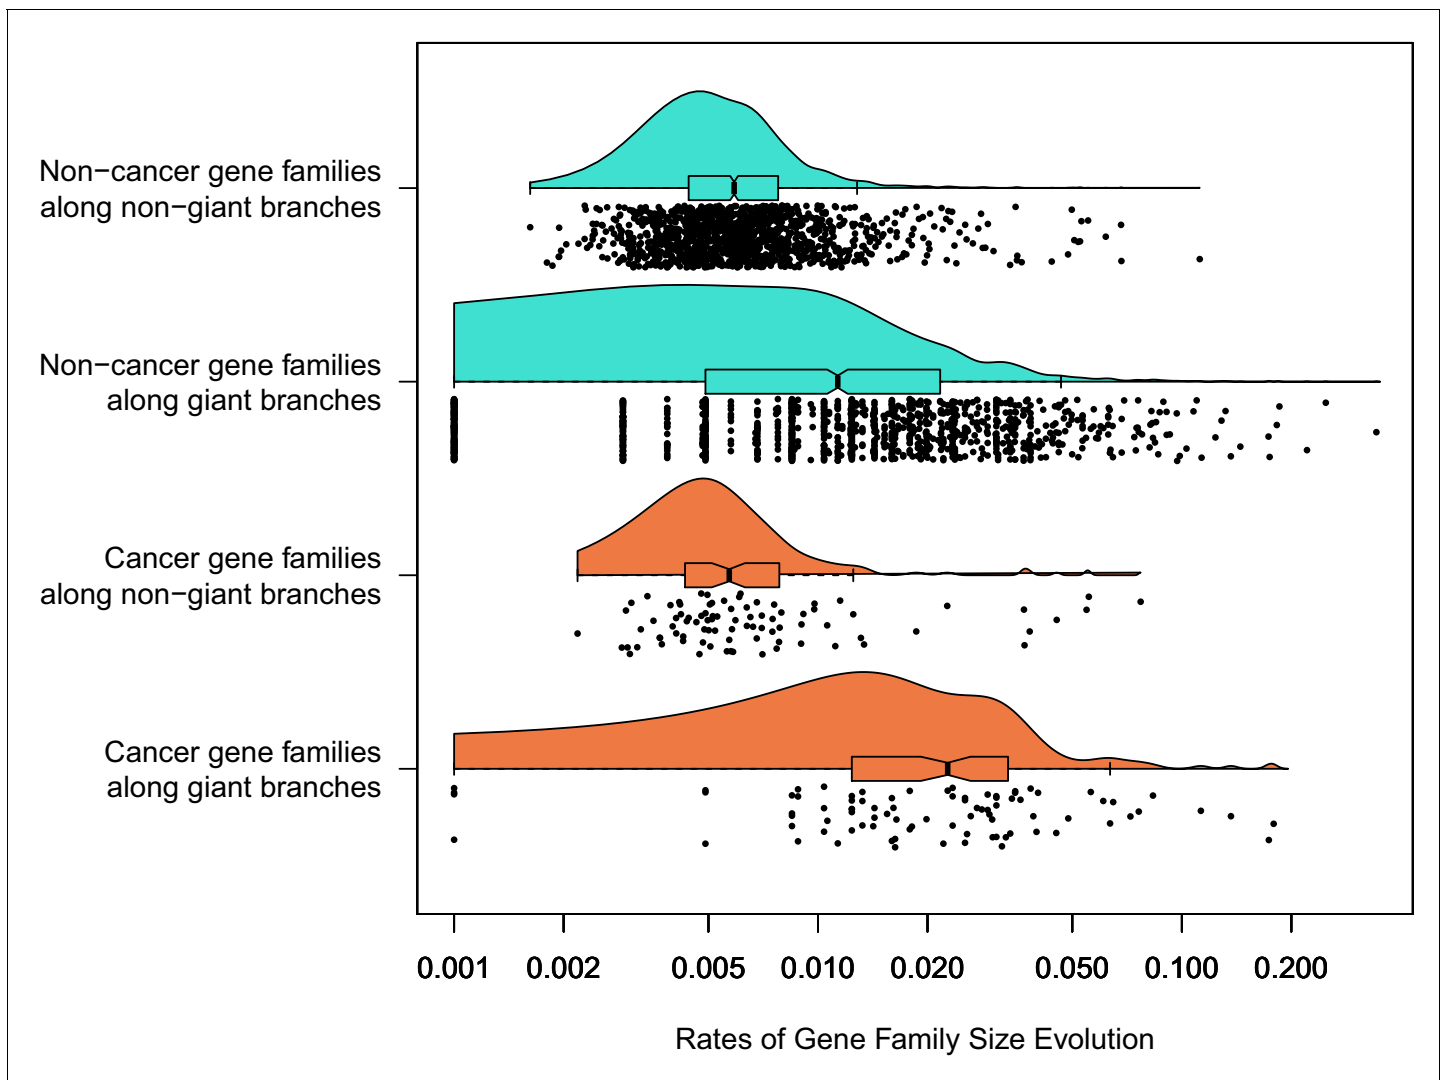 Non−cancer gene families
along non−giant branches
Non−cancer gene families
along giant branches
Cancer gene families
along non−giant branches
Cancer gene families
along giant branches
0.001 0.002 0.005 0.010 0.020 0.050 0.100 0.200
Rates of Gene Family Size Evolution